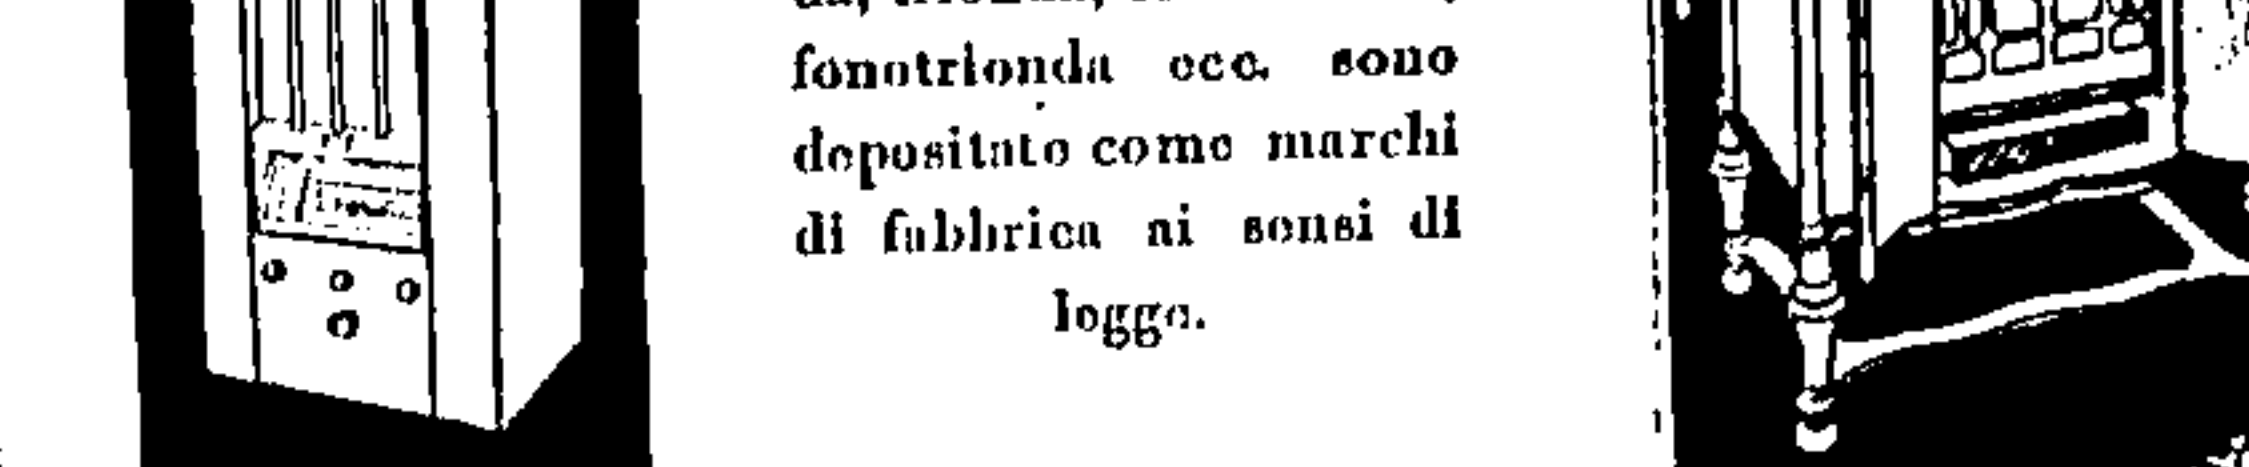 fonotrionda ecc. sono
depositate come marchi
di fabbrica ai sensi di
legge.